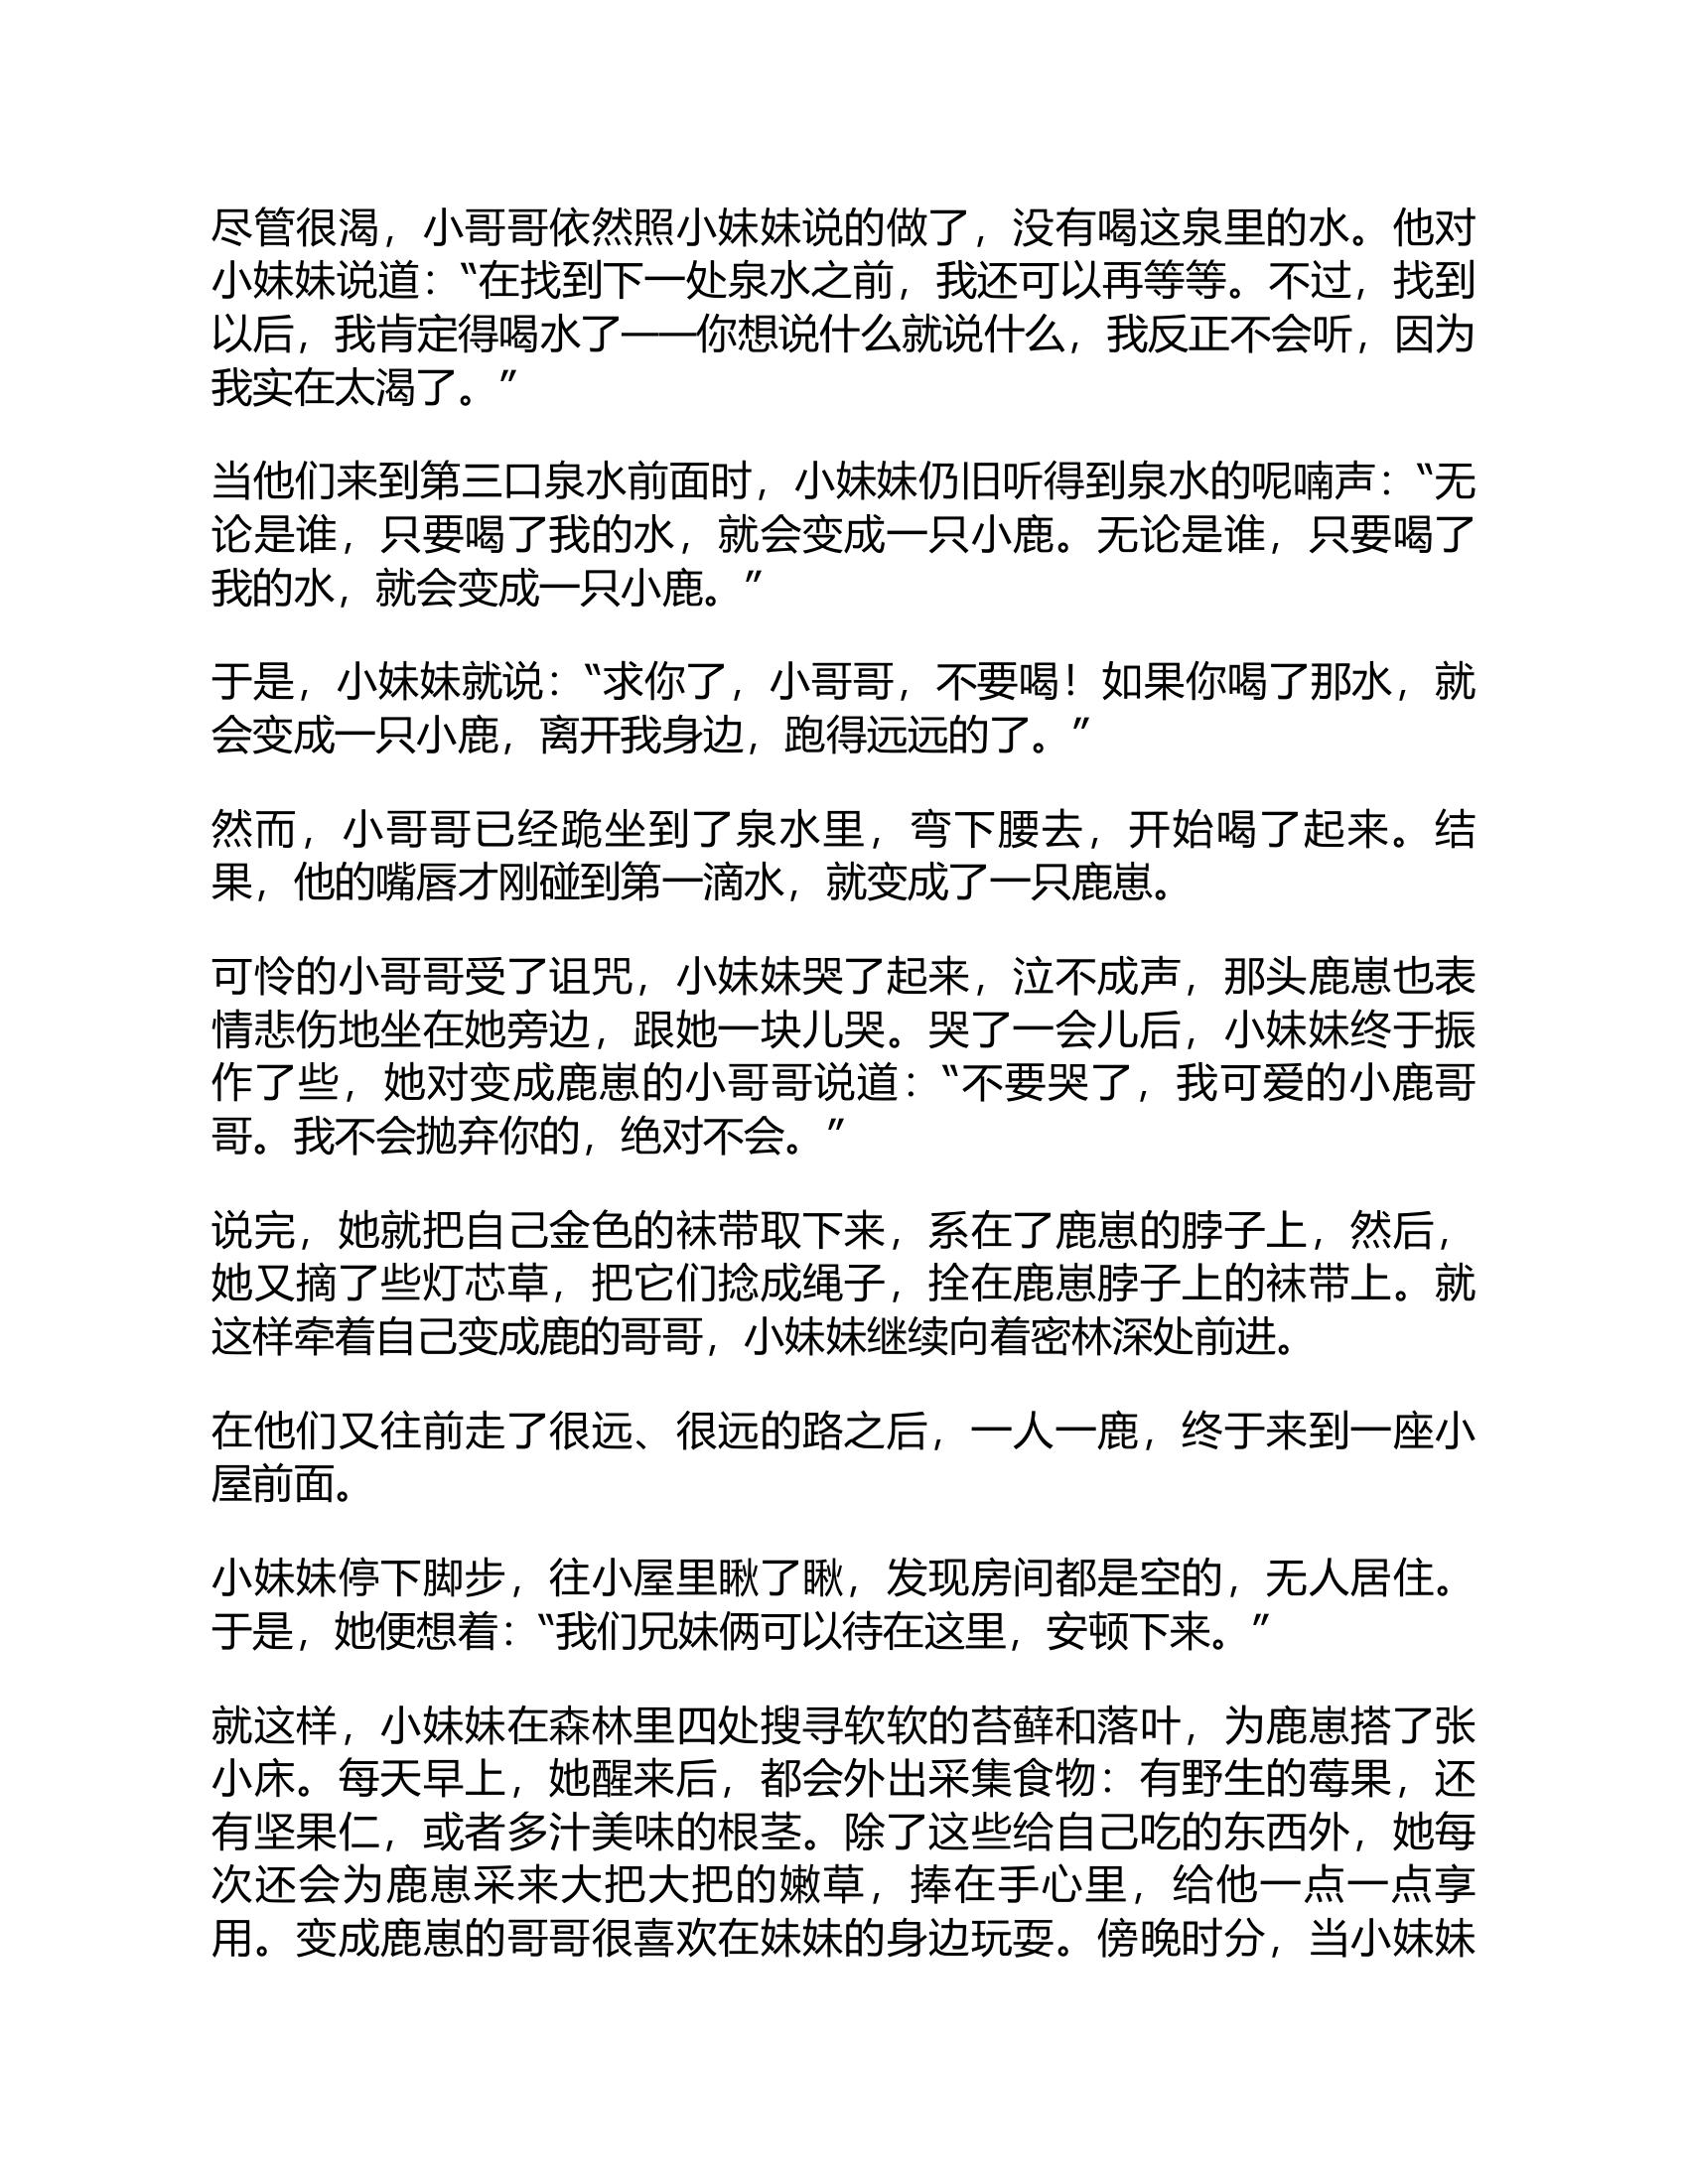 尽管很渴，小哥哥依然照小妹妹说的做了，没有喝这泉里的水。他对
小妹妹说道：“在找到下一处泉水之前，我还可以再等等。不过，找到
以后，我肯定得喝水了——你想说什么就说什么，我反正不会听，因为
我实在太渴了。”
当他们来到第三口泉水前面时，小妹妹仍旧听得到泉水的呢喃声：“无
论是谁，只要喝了我的水，就会变成一只小鹿。无论是谁，只要喝了
我的水，就会变成一只小鹿。”
于是，小妹妹就说：“求你了，小哥哥，不要喝！如果你喝了那水，就
会变成一只小鹿，离开我身边，跑得远远的了。”
然而，小哥哥已经跪坐到了泉水里，弯下腰去，开始喝了起来。结
果，他的嘴唇才刚碰到第一滴水，就变成了一只鹿崽。
可怜的小哥哥受了诅咒，小妹妹哭了起来，泣不成声，那头鹿崽也表
情悲伤地坐在她旁边，跟她一块儿哭。哭了一会儿后，小妹妹终于振
作了些，她对变成鹿崽的小哥哥说道：“不要哭了，我可爱的小鹿哥
哥。我不会抛弃你的，绝对不会。”
说完，她就把自己金色的袜带取下来，系在了鹿崽的脖子上，然后，
她又摘了些灯芯草，把它们捻成绳子，拴在鹿崽脖子上的袜带上。就
这样牵着自己变成鹿的哥哥，小妹妹继续向着密林深处前进。
在他们又往前走了很远、很远的路之后，一人一鹿，终于来到一座小
屋前面。
小妹妹停下脚步，往小屋里瞅了瞅，发现房间都是空的，无人居住。
于是，她便想着：“我们兄妹俩可以待在这里，安顿下来。”
就这样，小妹妹在森林里四处搜寻软软的苔藓和落叶，为鹿崽搭了张
小床。每天早上，她醒来后，都会外出采集食物：有野生的莓果，还
有坚果仁，或者多汁美味的根茎。除了这些给自己吃的东西外，她每
次还会为鹿崽采来大把大把的嫩草，捧在手心里，给他一点一点享
用。变成鹿崽的哥哥很喜欢在妹妹的身边玩耍。傍晚时分，当小妹妹